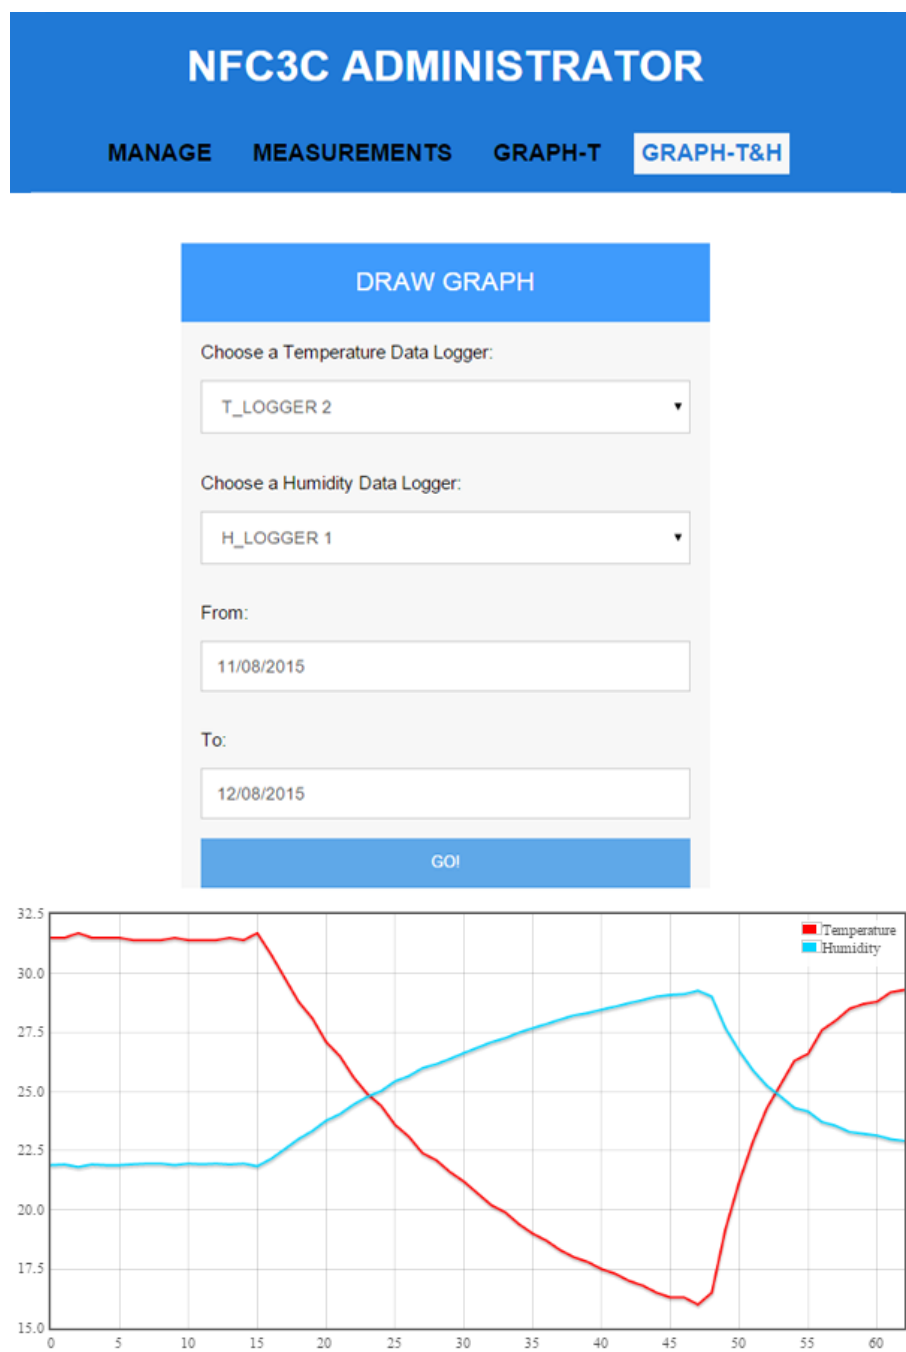 NFC3C ADMINISTRATOR
MANAGE MEASUREMENTS GRAPH-T GRAPH-T&H
DRAW GRAPH
Choose a Temperature Data Logger:
T_LOGGER 2
Choose a Humidity Data Logger:
H_LOGGER 1
From:
11/08/2015
To:
12/08/2015
GO!
32.5
Temperature
Humidity
30.0
27.5
25.0
22.5
20.0
17.5
15.0
0 5 10 15 20 25 30 35 40 45 50 55 60